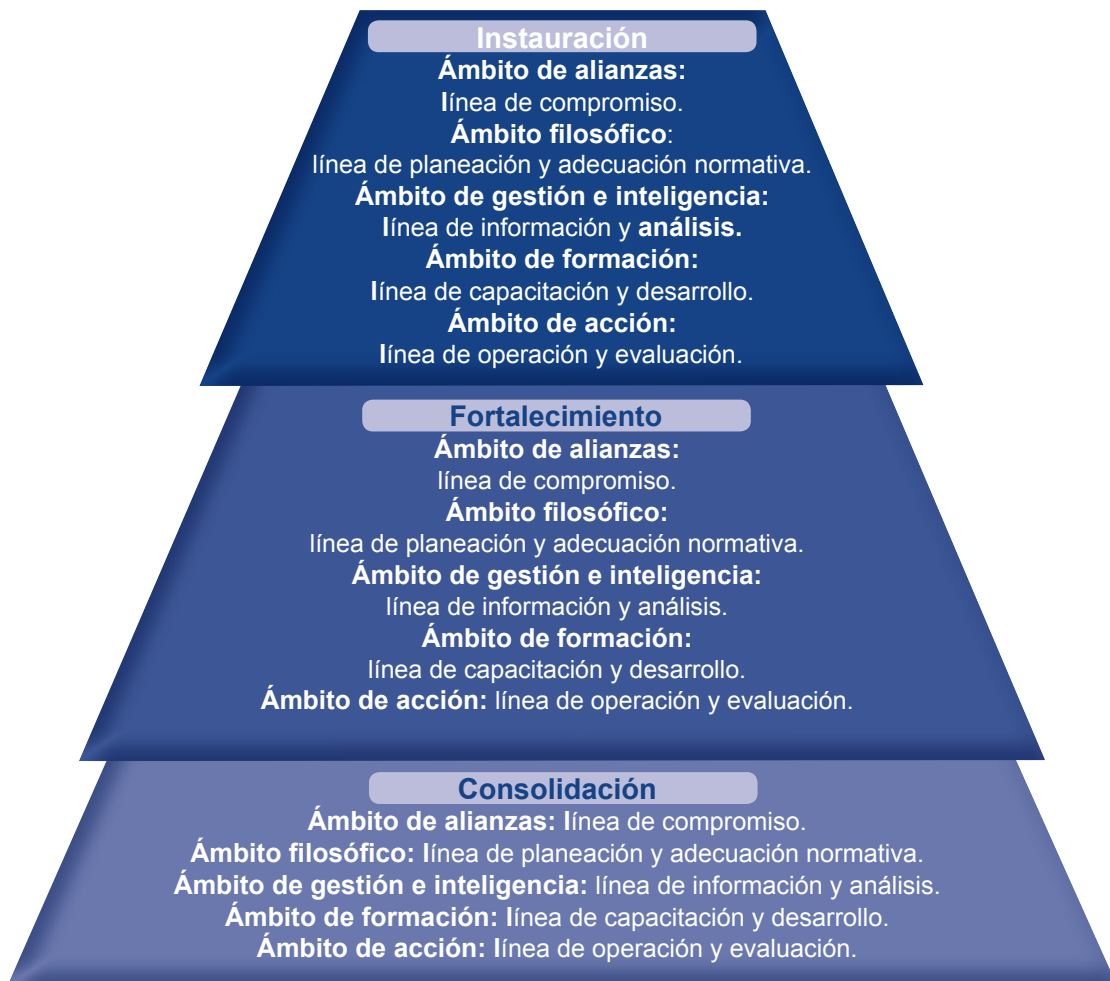 Instauración
Ámbito de alianzas:
línea de compromiso.
Ámbito filosófico:
línea de planeación y adecuación normativa.
Ámbito de gestión e inteligencia:
línea de información y análisis.
Ámbito de formación:
línea de capacitación y desarrollo.
Ámbito de acción:
línea de operación y evaluación.
Fortalecimiento
Ámbito de alianzas:
línea de compromiso.
Ámbito filosófico:
línea de planeación y adecuación normativa.
Ámbito de gestión e inteligencia:
línea de información y análisis.
Ámbito de formación:
línea de capacitación y desarrollo.
Ámbito de acción: línea de operación y evaluación.
Consolidación
Ámbito de alianzas: línea de compromiso.
Ámbito filosófico: línea de planeación y adecuación normativa.
Ámbito de gestión e inteligencia: línea de información y análisis.
Ámbito de formación: línea de capacitación y desarrollo.
Ámbito de acción: línea de operación y evaluación.